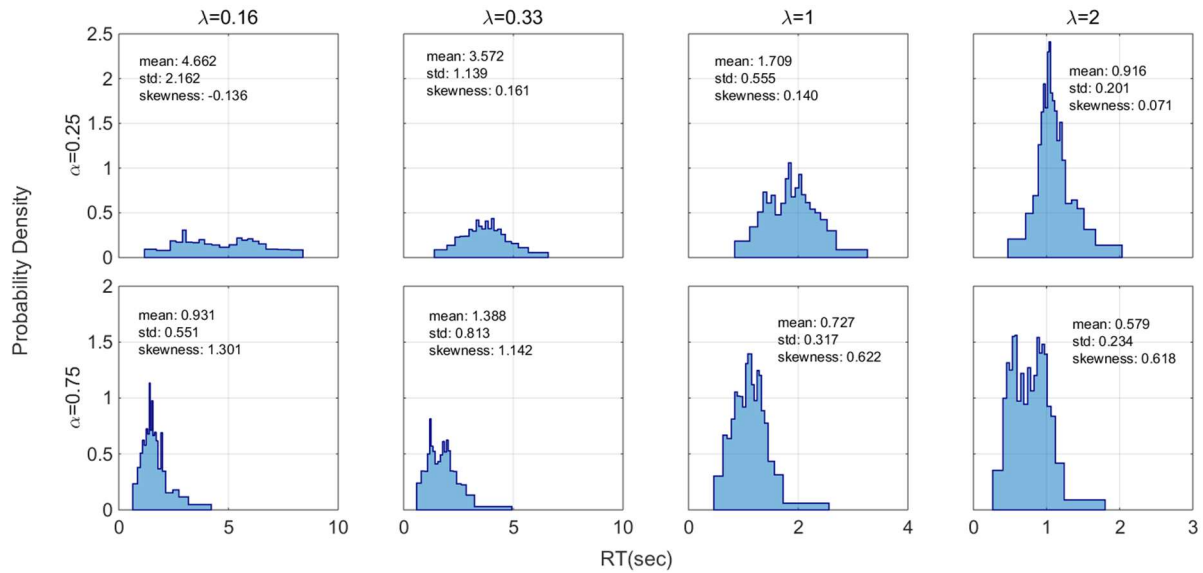 λ=0.16
λ=0.33
λ=1
λ=2
Probability Density
α=0.25
2.5
2
1.5
1
0.5
0
mean: 4.662
std: 2.162
skewness: -0.136
mean: 3.572
std: 1.139
skewness: 0.161
mean: 1.709
std: 0.555
skewness: 0.140
mean: 0.916
std: 0.201
skewness: 0.071
α=0.75
2
1.5
1
0.5
0
mean: 0.931
std: 0.551
skewness: 1.301
mean: 1.388
std: 0.813
skewness: 1.142
mean: 0.727
std: 0.317
skewness: 0.622
mean: 0.579
std: 0.234
skewness: 0.618
0 5 10
0 5 10
0 2 4
0 1 2 3
RT(sec)